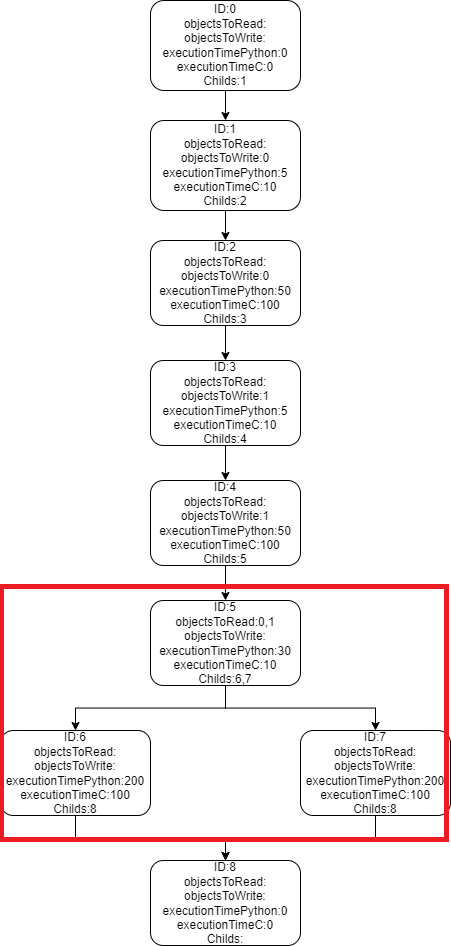 ID:0
objectsToRead:
objectsToWrite:
executionTimePython:0
executionTimeC:0
Childs:1
ID:1
objectsToRead:
objectsToWrite:0
executionTimePython:5
executionTimeC:10
Childs:2
ID:2
objectsToRead:
objectsToWrite:0
executionTimePython:50
executionTimeC:100
Childs:3
ID:3
objectsToRead:
objectsToWrite:1
executionTimePython:5
executionTimeC:10
Childs:4
ID:4
objectsToRead:
objectsToWrite:1
executionTimePython:50
executionTimeC:100
Childs:5
ID:5
objectsToRead:0,1
objectsToWrite:
executionTimePython:30
executionTimeC:10
Childs:6,7
ID:6
objectsToRead:
objectsToWrite:
executionTimePython:200
executionTimeC:100
Childs:8
ID:7
objectsToRead:
objectsToWrite:
executionTimePython:200
executionTimeC:100
Childs:8
ID:8
objectsToRead:
objectsToWrite:
executionTimePython:0
executionTimeC:0
Childs: